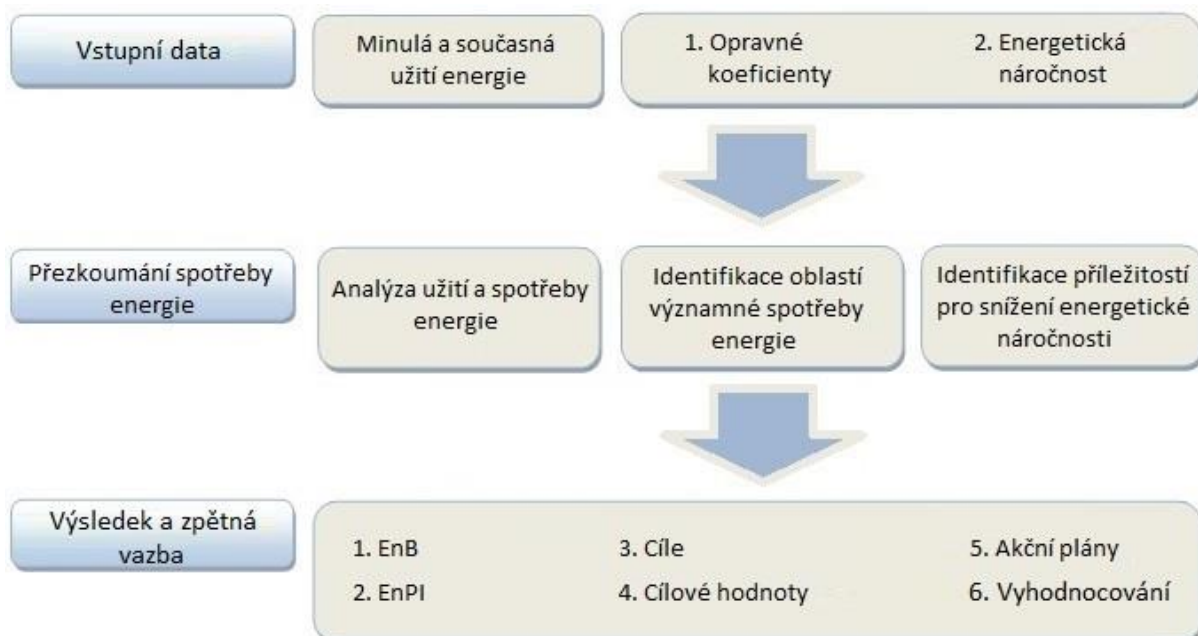 Vstupní data
Minulá a současná
užití energie
1. Opravné
koeficienty
2. Energetická
náročnost
Přezkoumání spotřeby
energie
Analýza užití a spotřeby
energie
Identifikace oblastí
významné spotřeby
energie
Identifikace příležitostí
pro snížení energetické
náročnosti
Výsledek a zpětná
vazba
1. EnB
2. EnPI
3. Cíle
4. Cílové hodnoty
5. Akční plány
6. Vyhodnocování